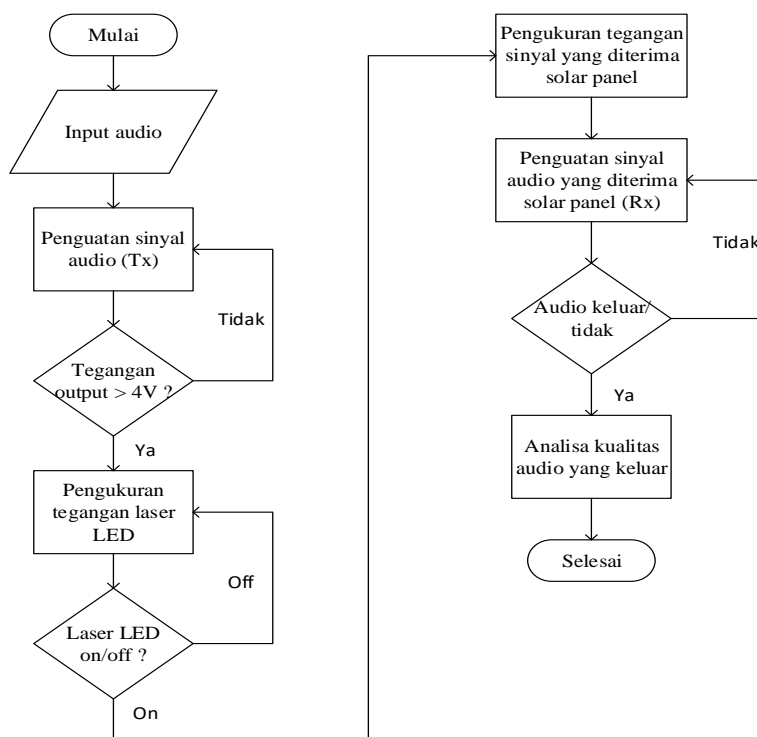 Mulai
Input audio
Penguatan sinyal
audio (Tx)
Tidak
Tegangan
output > 4V ?
Ya
Pengukuran
tegangan laser
LED
Off
Laser LED
on/off ?
On
Pengukuran tegangan
sinyal yang diterima
solar panel
Penguatan sinyal
audio yang diterima
solar panel (Rx)
Tidak
Audio keluar/
tidak
Ya
Analisa kualitas
audio yang keluar
Selesai